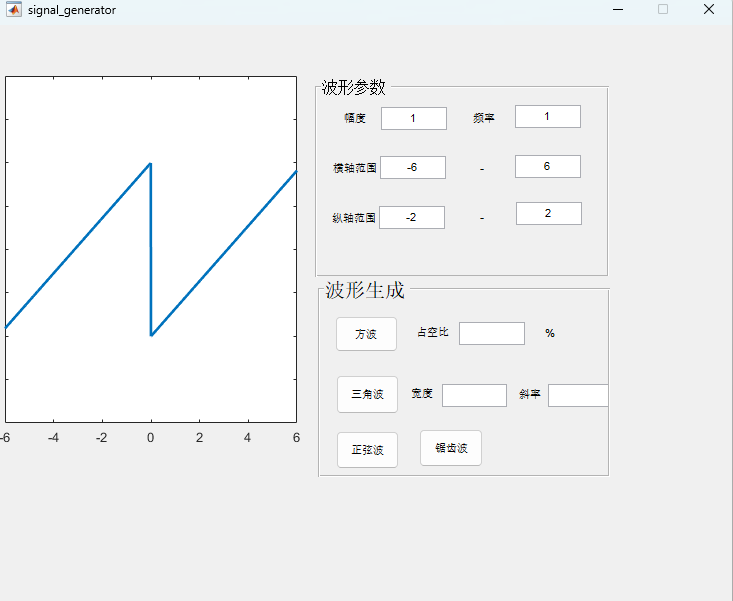 signal_generator
波形参数
幅度 1 频率 1
横轴范围 -6 - 6
纵轴范围 -2 - 2
波形生成
方波 占空比 %
三角波 宽度 斜率
正弦波 锯齿波
-6 -4 -2 0 2 4 6